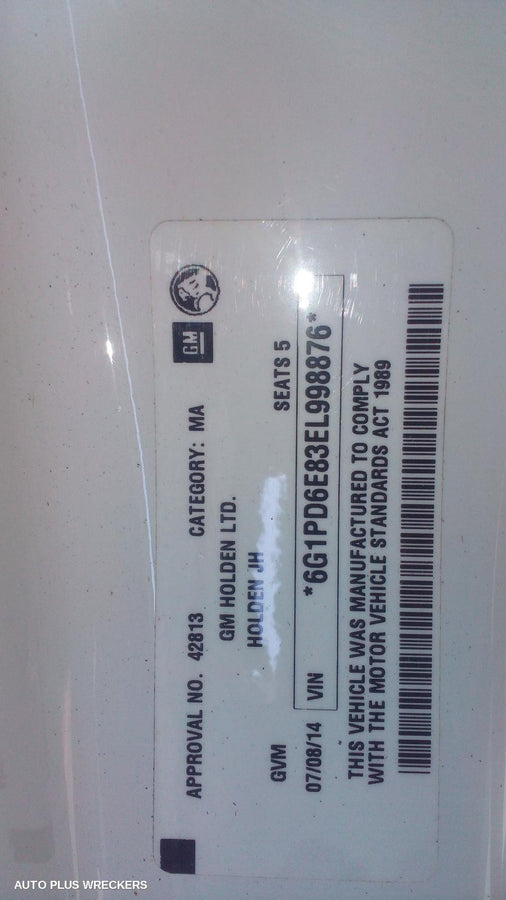 GM
APPROVAL NO. 42813 CATEGORY: MA
GM HOLDEN LTD.
HOLDEN JH
GVM SEATS 5
07/08/14 VIN *6G1PD6E83EL998876*
THIS VEHICLE WAS MANUFACTURED TO COMPLY
WITH THE MOTOR VEHICLE STANDARDS ACT 1989
AUTO PLUS WRECKERS